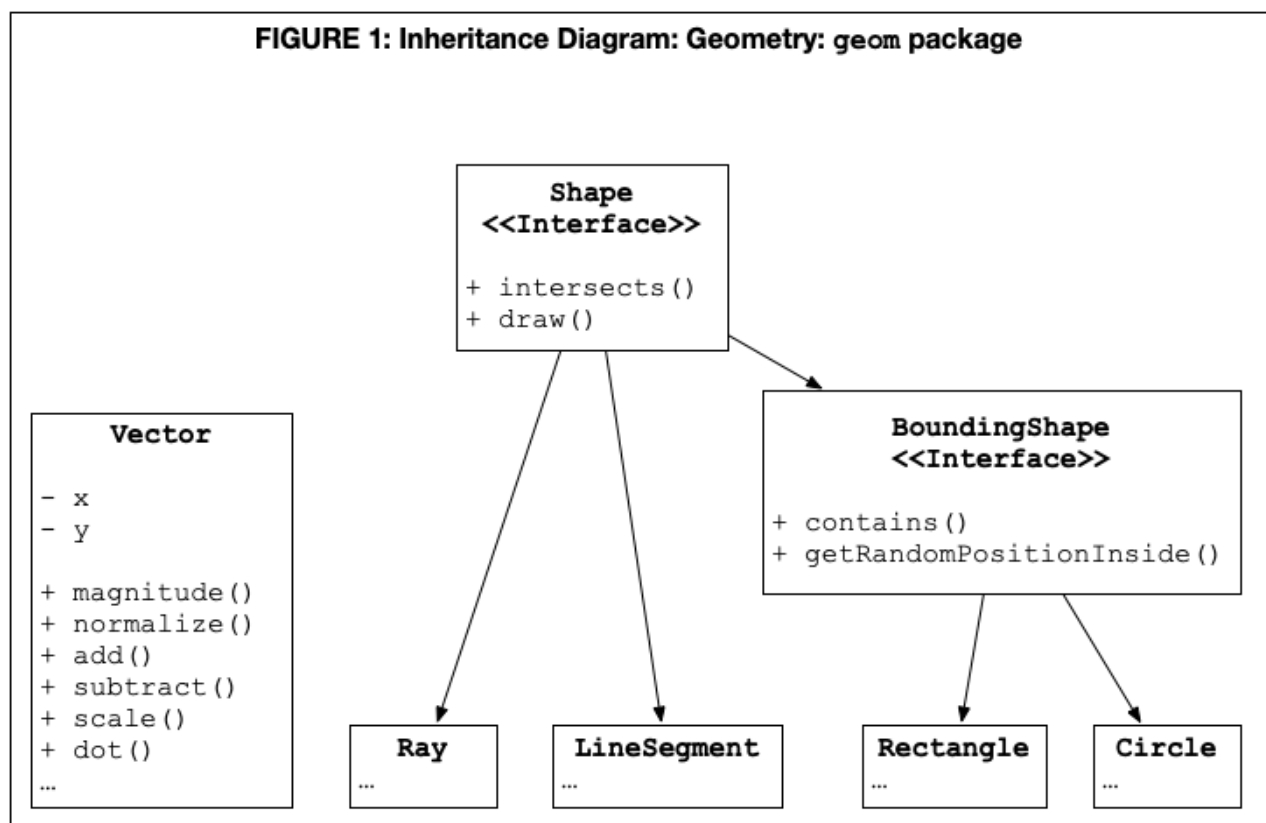 FIGURE 1: Inheritance Diagram: Geometry: geom package
Shape
<<Interface>>
+ intersects()
+ draw()
Vector
- x
- y
+ magnitude()
+ normalize()
+ add()
+ subtract()
+ scale()
+ dot()
…
BoundingShape
<<Interface>>
+ contains()
+ getRandomPositionInside()
Ray
…
LineSegment
…
Rectangle
…
Circle
…